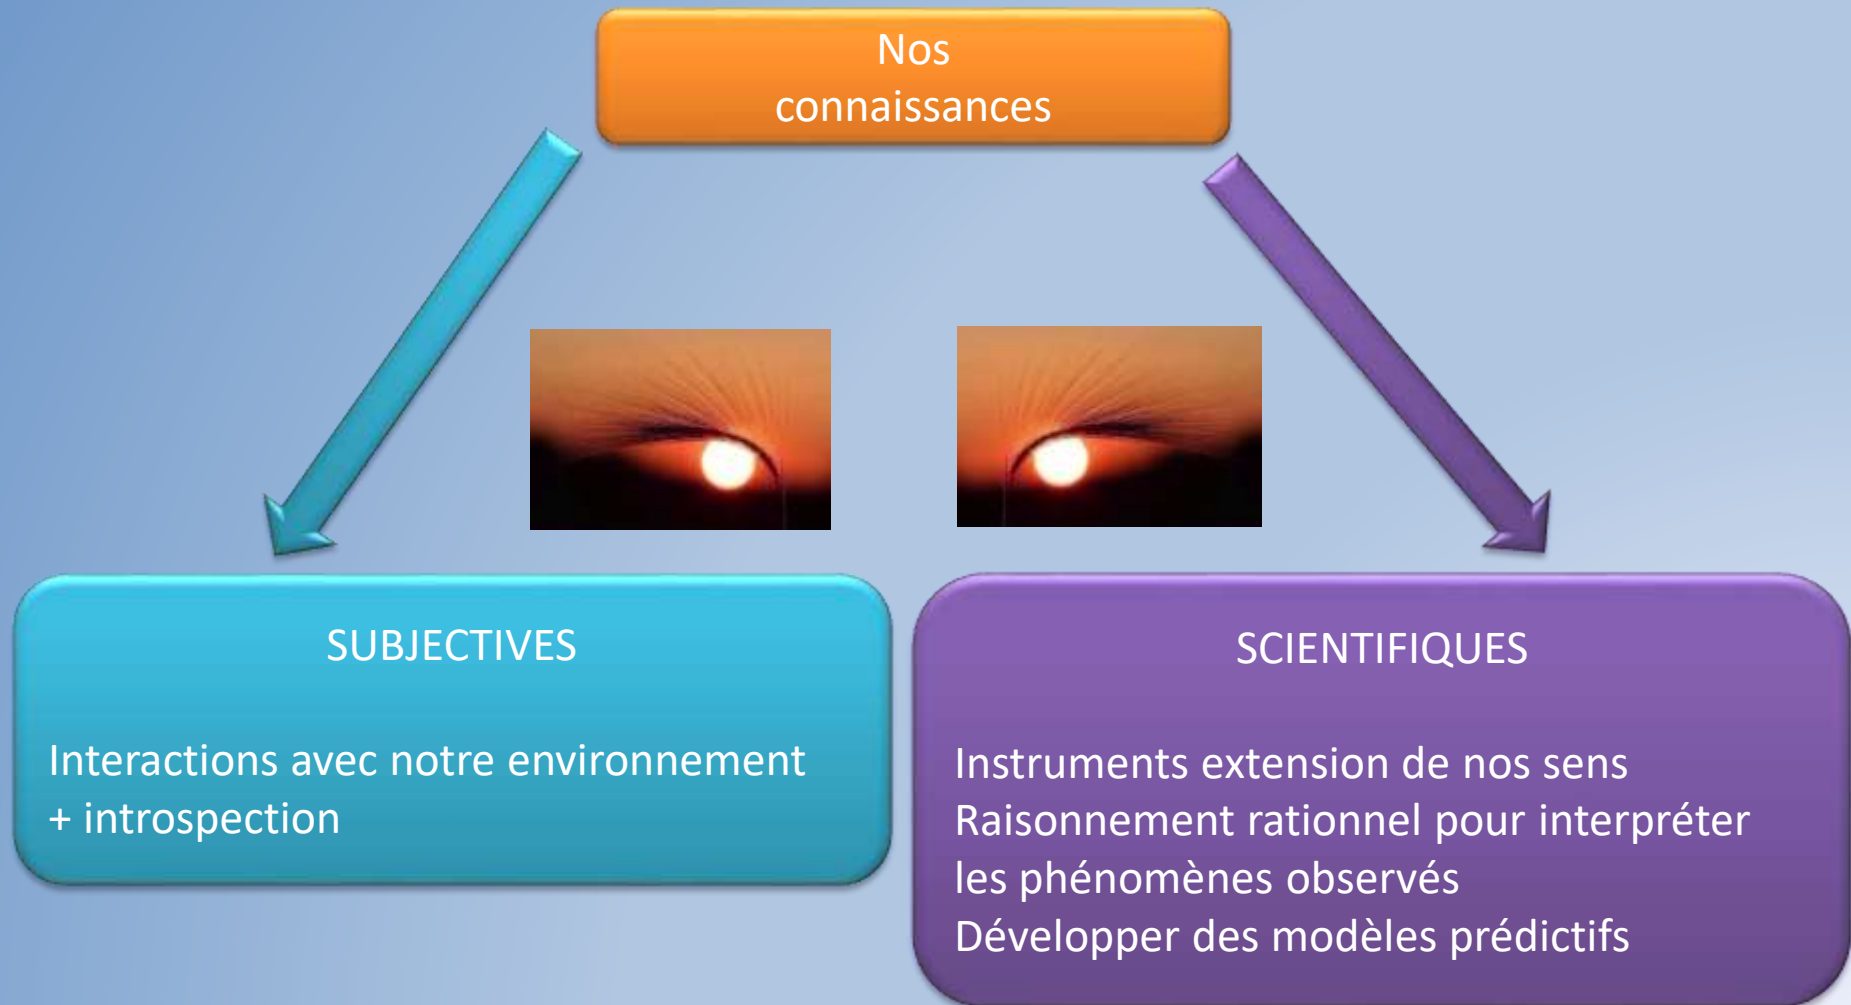 Nos
connaissances
SUBJECTIVES
Interactions avec notre environnement
+ introspection
SCIENTIFIQUES
Instruments extension de nos sens
Raisonnement rationnel pour interpréter
les phénomènes observés
Développer des modèles prédictifs